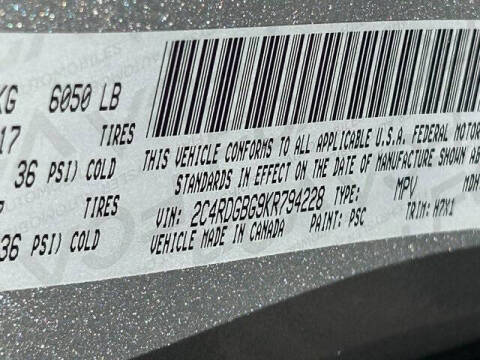 KG 6050 LB
17 TIRES
36 PSI) COLD
TIRES
36 PSI) COLD
THIS VEHICLE CONFORMS TO ALL APPLICABLE U.S.A. FEDERAL MOTOR
STANDARDS IN EFFECT ON THE DATE OF MANUFACTURE SHOWN ABO
VIN: 2C4RDGBG9KR794228 TYPE: MPV MDH
VEHICLE MADE IN CANADA PAINT: PSC TRIM: H7X1